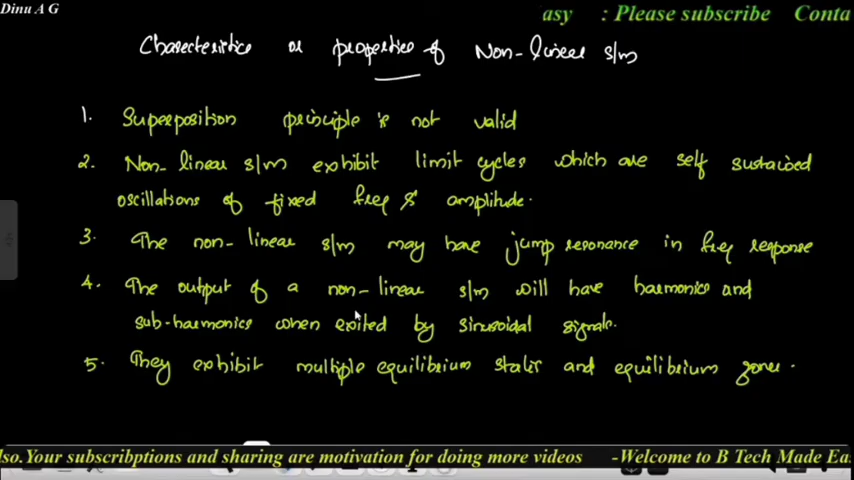 Dinu A G
asy : Please subscribe Conta
Charecteristics or properties of Non-linear s/m
1. Superposition principle is not valid
2. Non-linear s/m exhibit limit cycles which are self sustained
oscillations of fixed freq & amplitude.
3. The non-linear s/m may have jump resonance in freq response
4. The output of a non-linear s/m will have harmonics and
sub-harmonics when exited by sinusoidal signals.
5. They exhibit multiple equilibrium states and equilibrium zones.
lso.Your subscribptions and sharing are motivation for doing more videos -Welcome to B Tech Made Ea